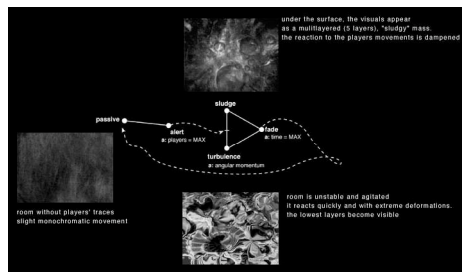 under the surface, the visuals appear
as a mulitlayered (5 layers), "sludgy" mass.
the reaction to the players movements is dampened
sludge
passive
alert
a: players = MAX
fade
a: time = MAX
turbulence
a: angular momentum
room without players' traces
slight monochromatic movement
room is unstable and agitated
it reacts quickly and with extreme deformations.
the lowest layers become visible